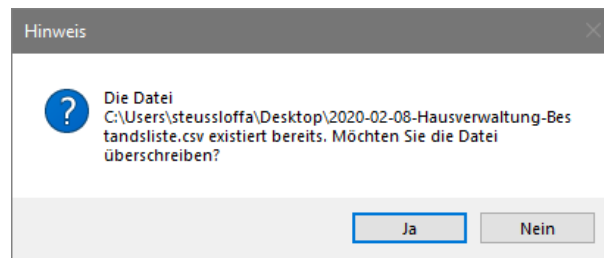 Hinweis
Die Datei
C:\Users\steussloffa\Desktop\2020-02-08-Hausverwaltung-Bes
tandsliste.csv existiert bereits. Möchten Sie die Datei
überschreiben?
Ja
Nein